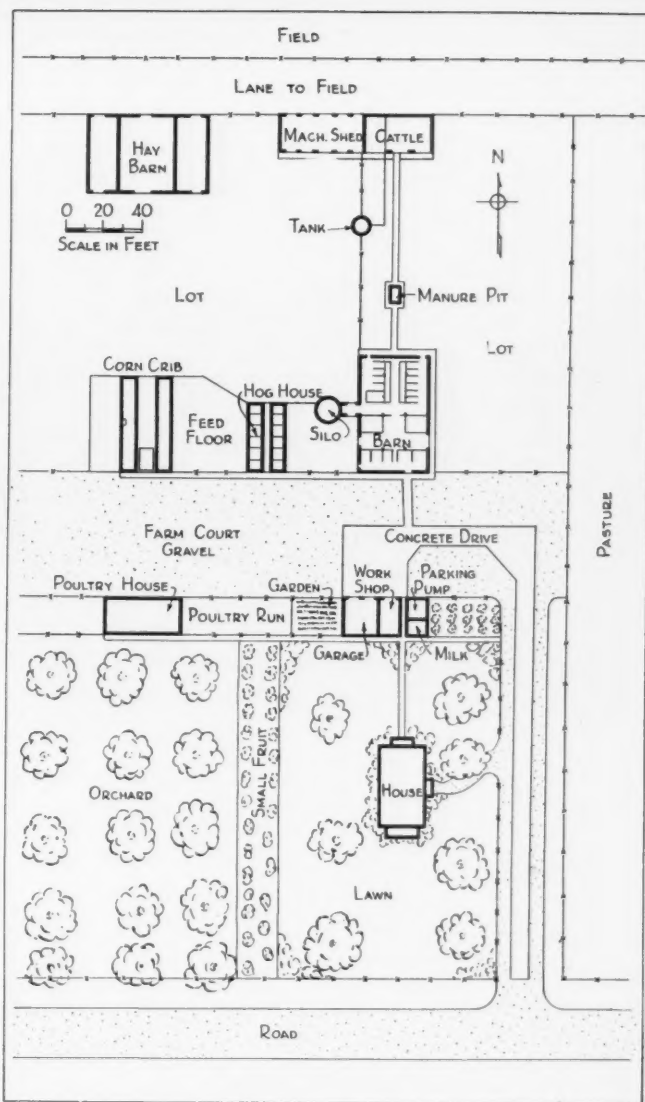 FIELD
LANE TO FIELD
HAY
BARN
MACH. SHED
CATTLE
N
0 20 40
SCALE IN FEET
TANK
LOT
MANURE PIT
LOT
CORN CRIB
HOG HOUSE
FEED
FLOOR
SILO
BARN
PASTURE
FARM COURT
GRAVEL
CONCRETE DRIVE
POULTRY HOUSE
POULTRY RUN
GARDEN
WORK
SHOP
PARKING
PUMP
GARAGE
MILK
ORCHARD
SMALL FRUIT
HOUSE
LAWN
ROAD